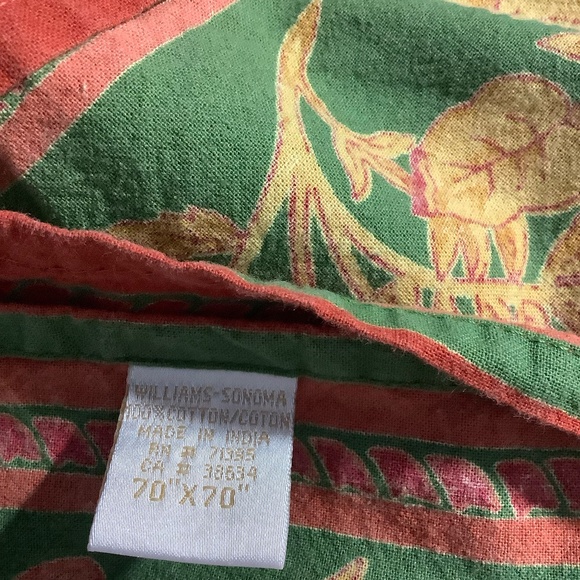 WILLIAMS-SONOMA
100%COTTON/COTON
MADE IN INDIA
RN # 71395
CA # 38634
70"X70"